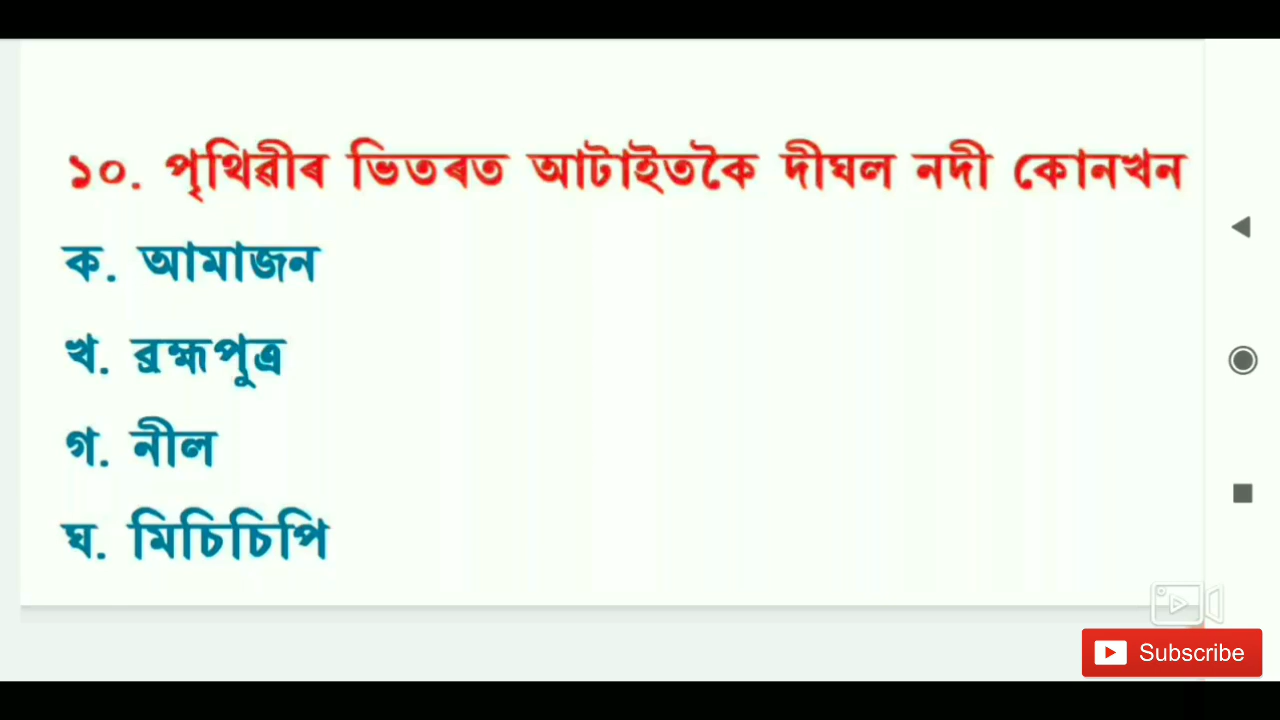 ১০. পৃথিৱীৰ ভিতৰত আটাইতকৈ দীঘল নদী কোনখন
ক. আমাজন
খ. ব্ৰহ্মপুত্ৰ
গ. নীল
ঘ. মিচিচিপি
Subscribe